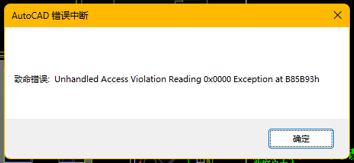 AutoCAD 错误中断
致命错误: Unhandled Access Violation Reading 0x0000 Exception at B85B93h
确定